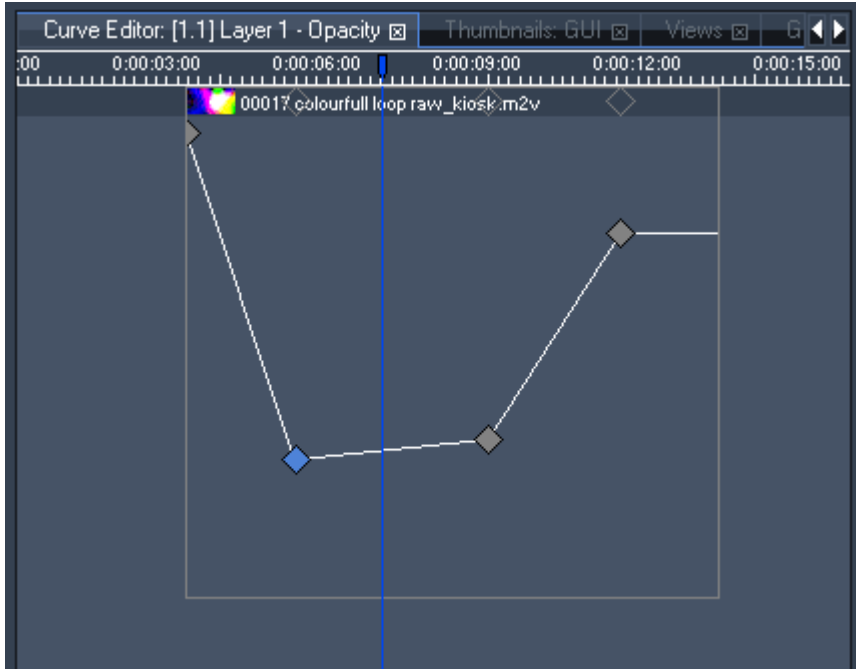 Curve Editor: [1.1] Layer 1 - Opacity Thumbnails: GUI Views G
:00 0:00:03:00 0:00:06:00 0:00:09:00 0:00:12:00 0:00:15:00
00017 colourfull loop raw_kiosk.m2v